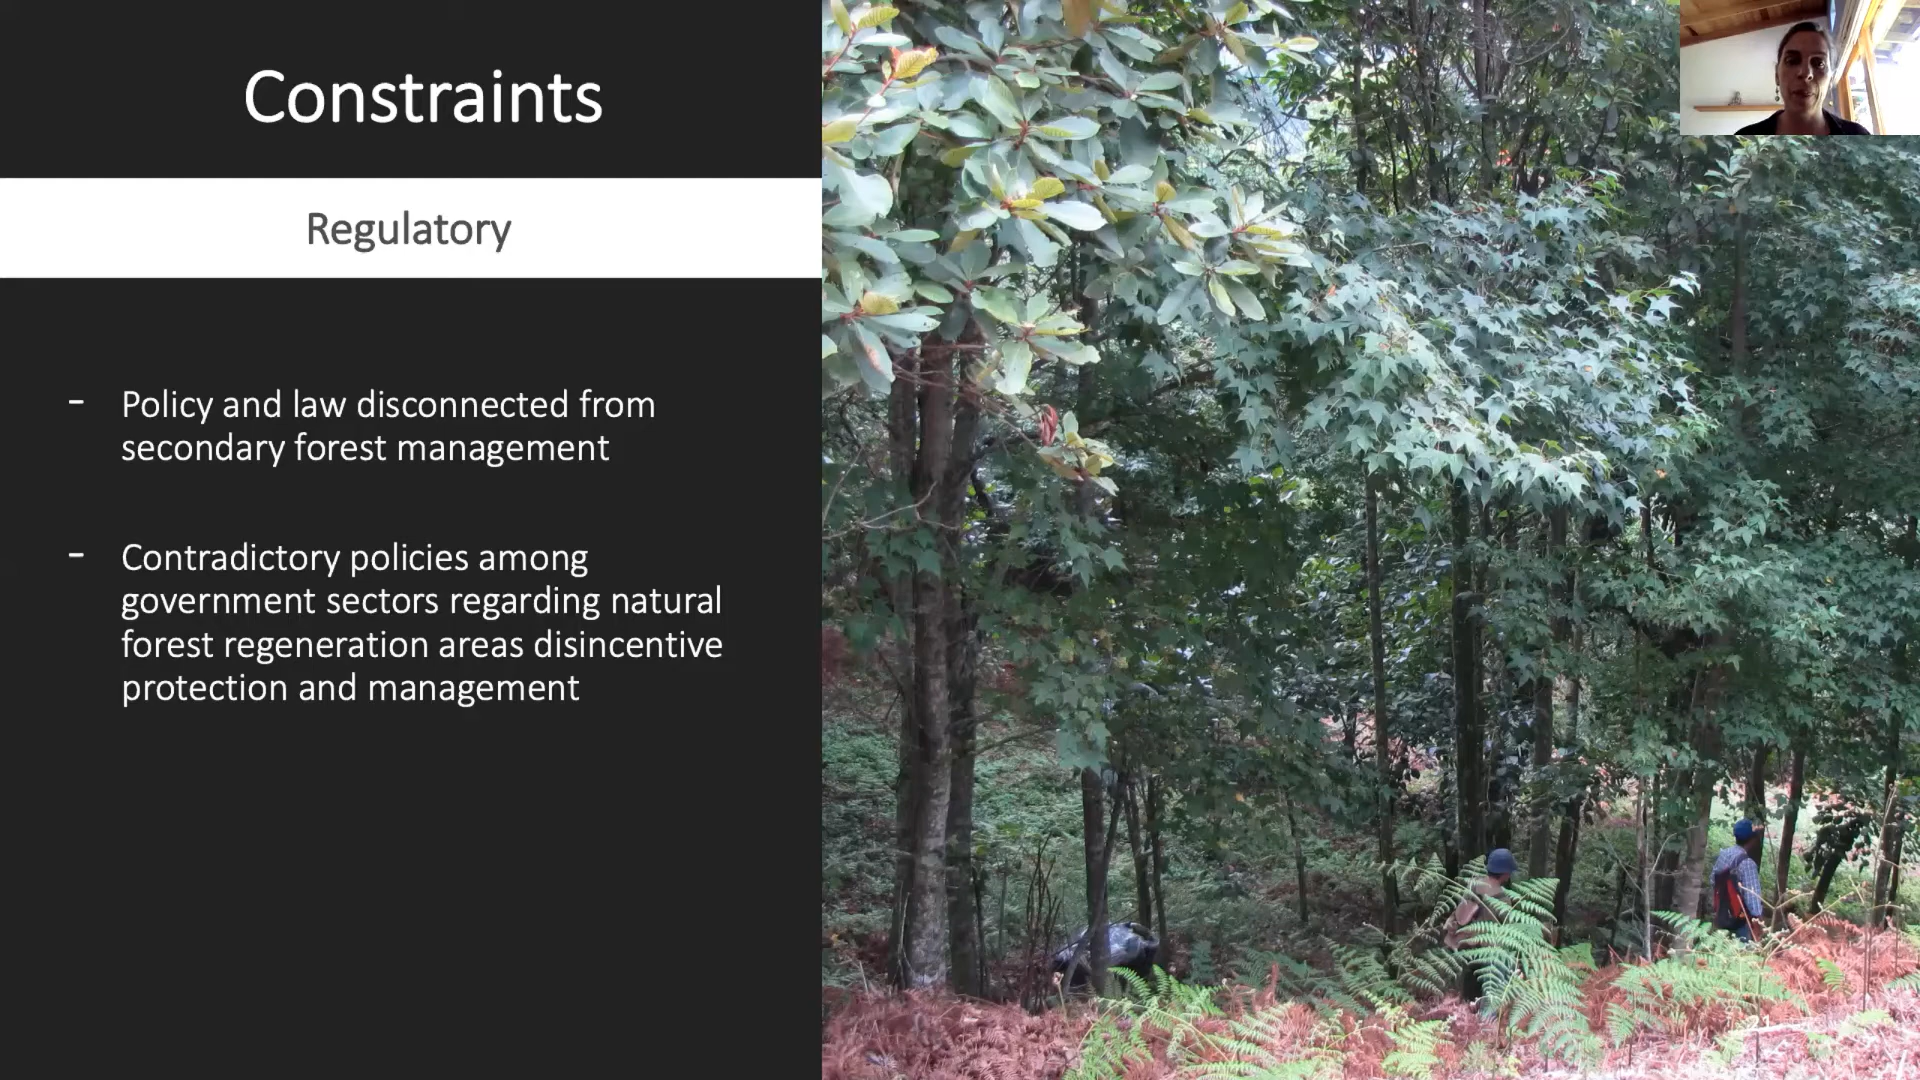 Constraints
Regulatory
- Policy and law disconnected from
secondary forest management
- Contradictory policies among
government sectors regarding natural
forest regeneration areas disincentive
protection and management
21